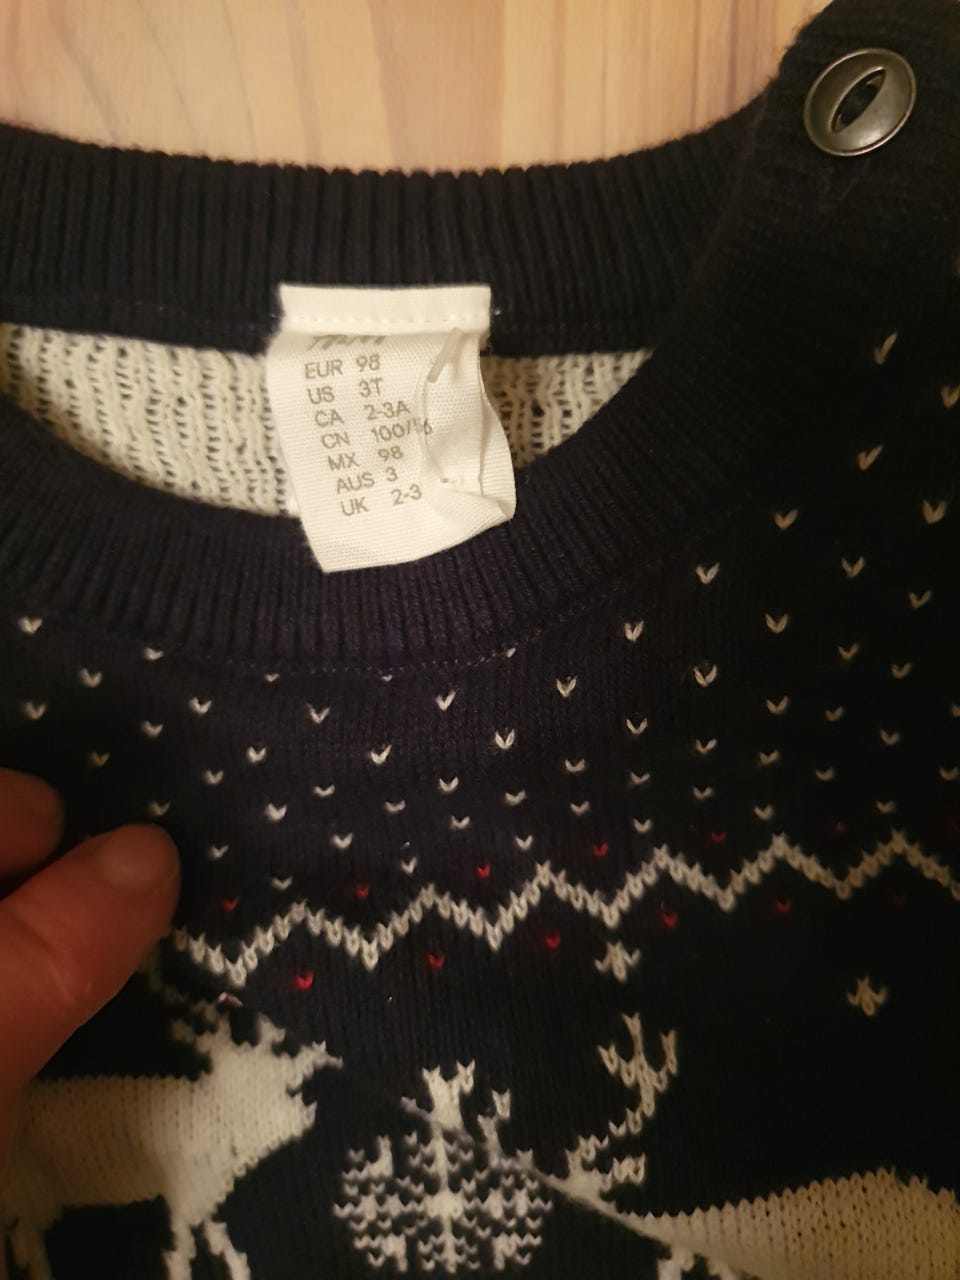 EUR 98
US 3T
CA 2-3A
CN 100/56
MX 98
AUS 3
UK 2-3